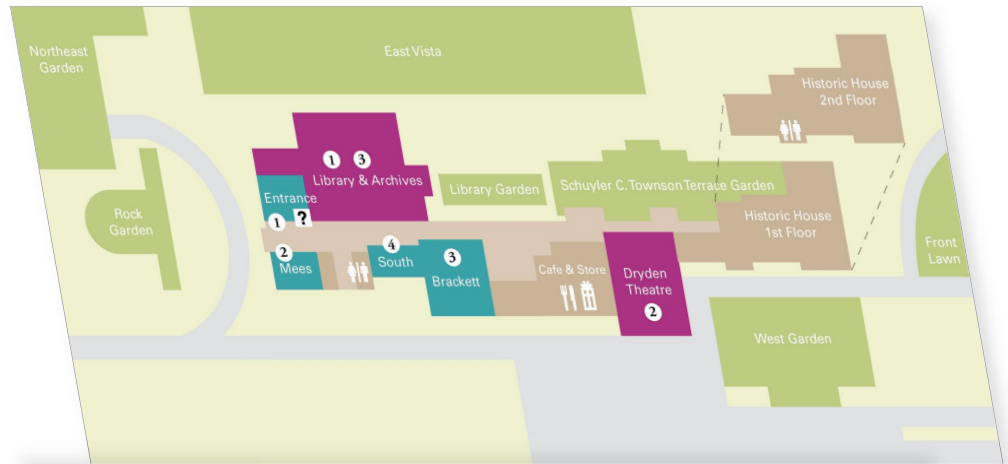 Northeast
Garden
East Vista
Historic House
2nd Floor
1 3
Library & Archives
Entrance
Library Garden
Schuyler C. Townson Terrace Garden
Rock
Garden
1
?
Historic House
1st Floor
2
Mees
4
South
3
Brackett
Cafe & Store
Dryden
Theatre
2
Front
Lawn
West Garden